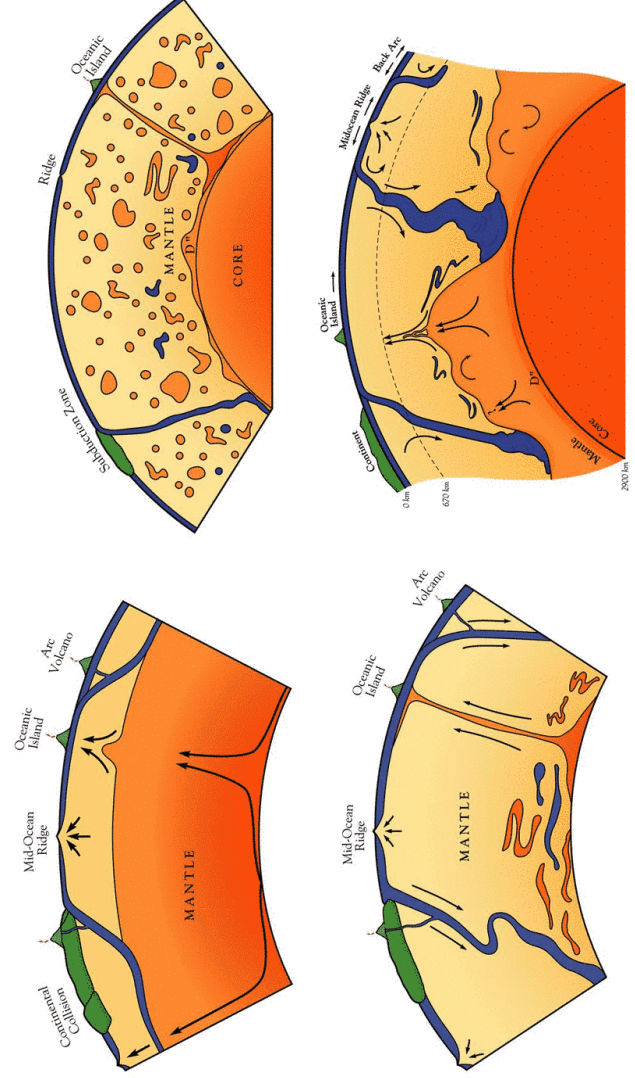 Continental
Collision
Mid-Ocean
Ridge
Oceanic
Island
Arc
Volcano
MANTLE
Subduction Zone
Ridge
Oceanic
Island
MANTLE
D"
CORE
Mid-Ocean
Ridge
Oceanic
Island
Arc
Volcano
MANTLE
Continent
Oceanic
Island
Midocean Ridge
Back Arc
0 km
670 km
2900 km
D"
Mantle
Core